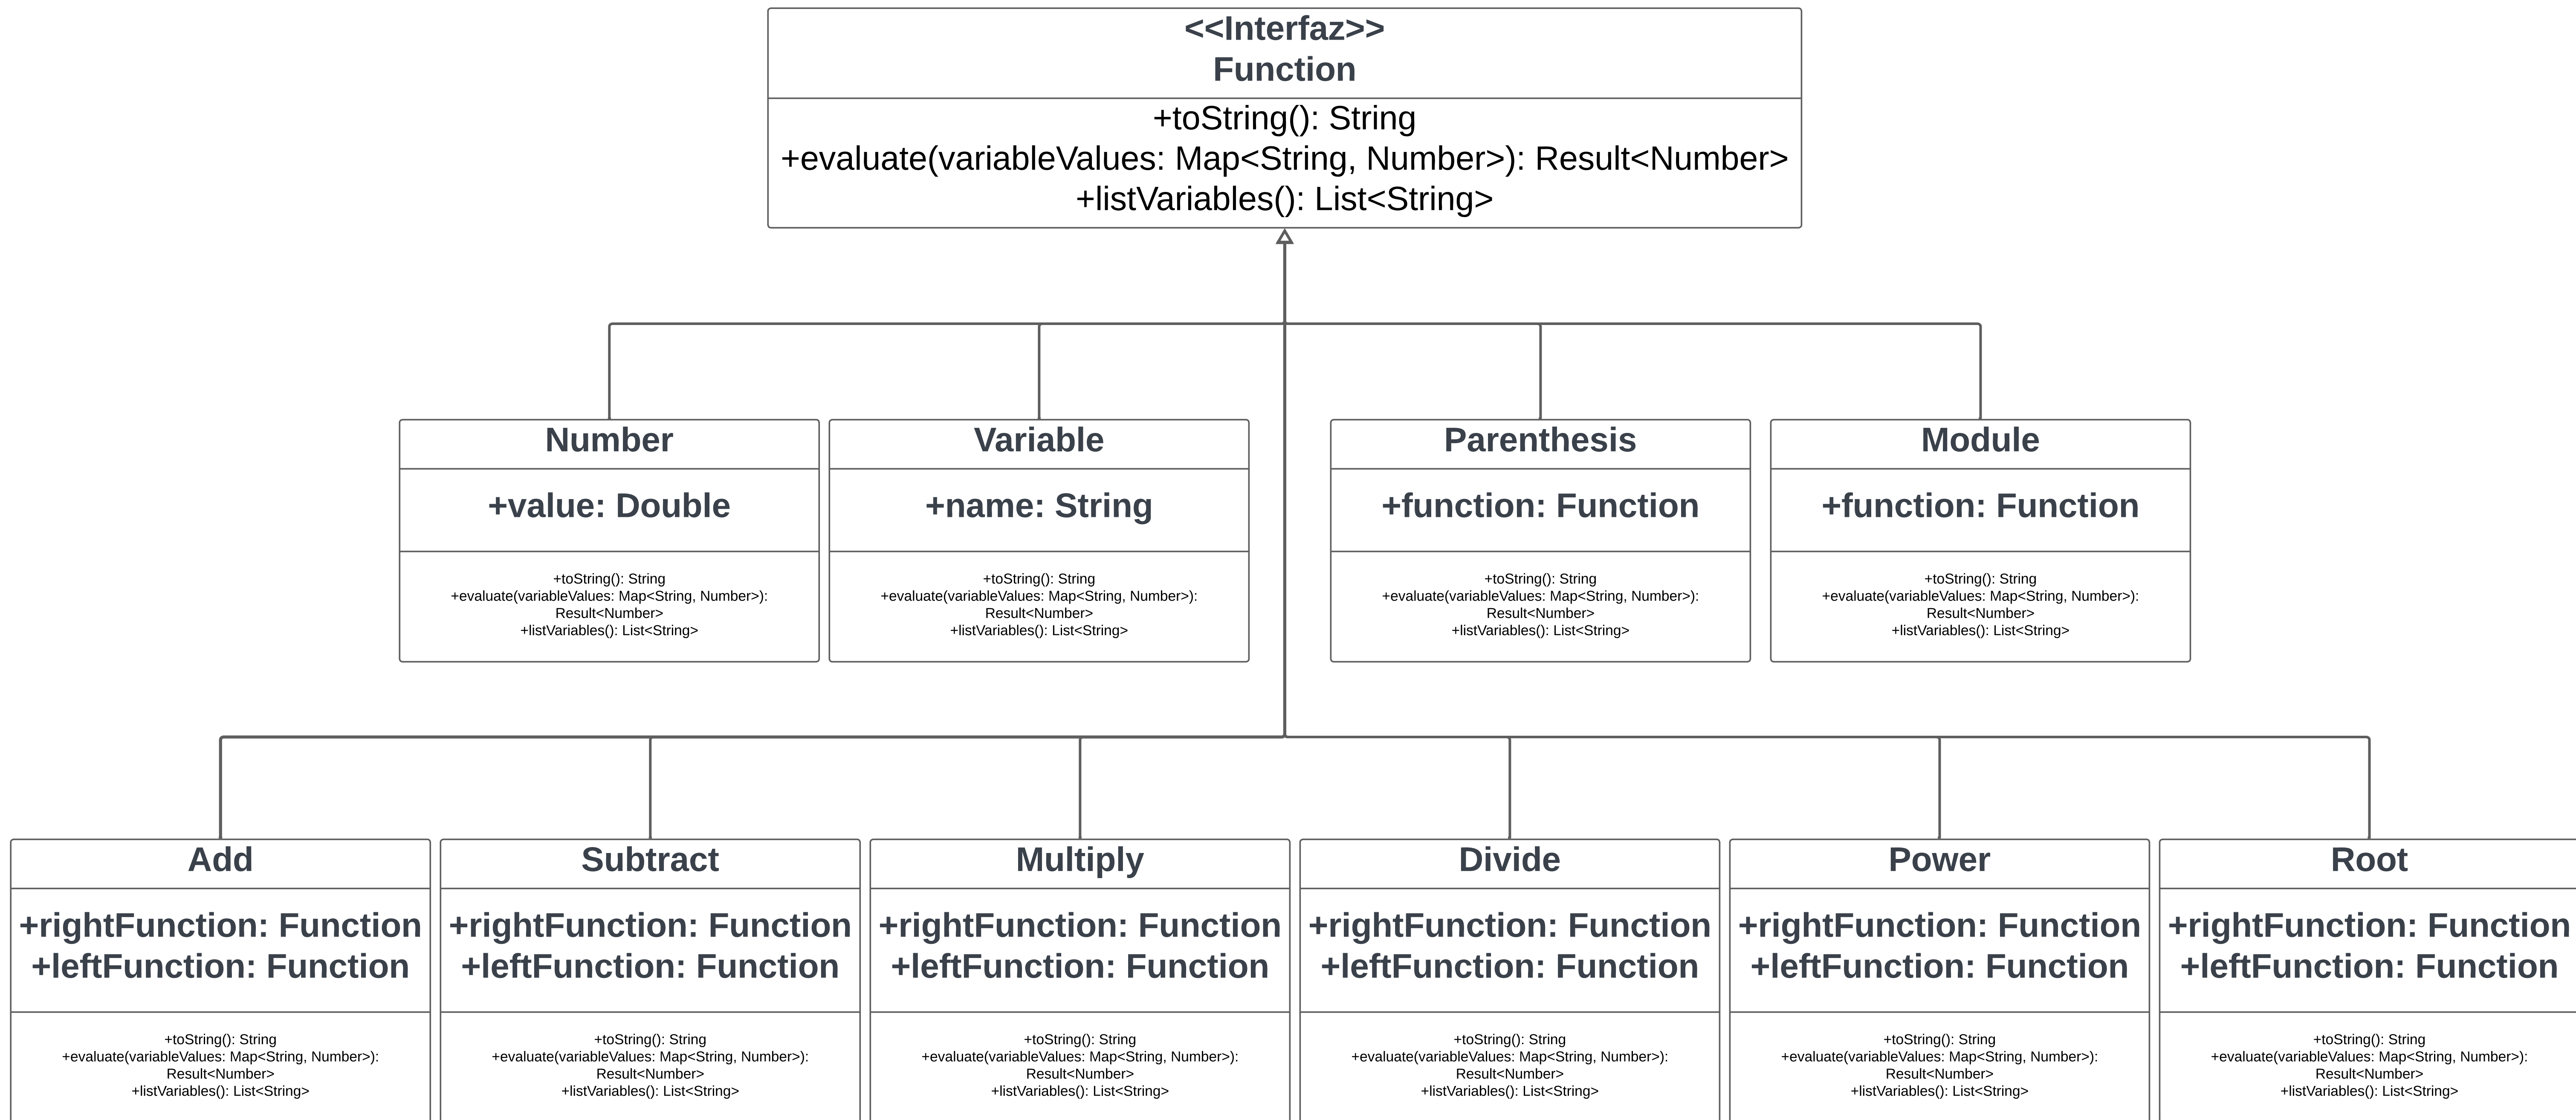 <<Interfaz>>
Function
+toString(): String
+evaluate(variableValues: Map<String, Number>): Result<Number>
+listVariables(): List<String>
Number
+value: Double
+toString(): String
+evaluate(variableValues: Map<String, Number>):
Result<Number>
+listVariables(): List<String>
Variable
+name: String
+toString(): String
+evaluate(variableValues: Map<String, Number>):
Result<Number>
+listVariables(): List<String>
Parenthesis
+function: Function
+toString(): String
+evaluate(variableValues: Map<String, Number>):
Result<Number>
+listVariables(): List<String>
Module
+function: Function
+toString(): String
+evaluate(variableValues: Map<String, Number>):
Result<Number>
+listVariables(): List<String>
Add
+rightFunction: Function
+leftFunction: Function
+toString(): String
+evaluate(variableValues: Map<String, Number>):
Result<Number>
+listVariables(): List<String>
Subtract
+rightFunction: Function
+leftFunction: Function
+toString(): String
+evaluate(variableValues: Map<String, Number>):
Result<Number>
+listVariables(): List<String>
Multiply
+rightFunction: Function
+leftFunction: Function
+toString(): String
+evaluate(variableValues: Map<String, Number>):
Result<Number>
+listVariables(): List<String>
Divide
+rightFunction: Function
+leftFunction: Function
+toString(): String
+evaluate(variableValues: Map<String, Number>):
Result<Number>
+listVariables(): List<String>
Power
+rightFunction: Function
+leftFunction: Function
+toString(): String
+evaluate(variableValues: Map<String, Number>):
Result<Number>
+listVariables(): List<String>
Root
+rightFunction: Function
+leftFunction: Function
+toString(): String
+evaluate(variableValues: Map<String, Number>):
Result<Number>
+listVariables(): List<String>